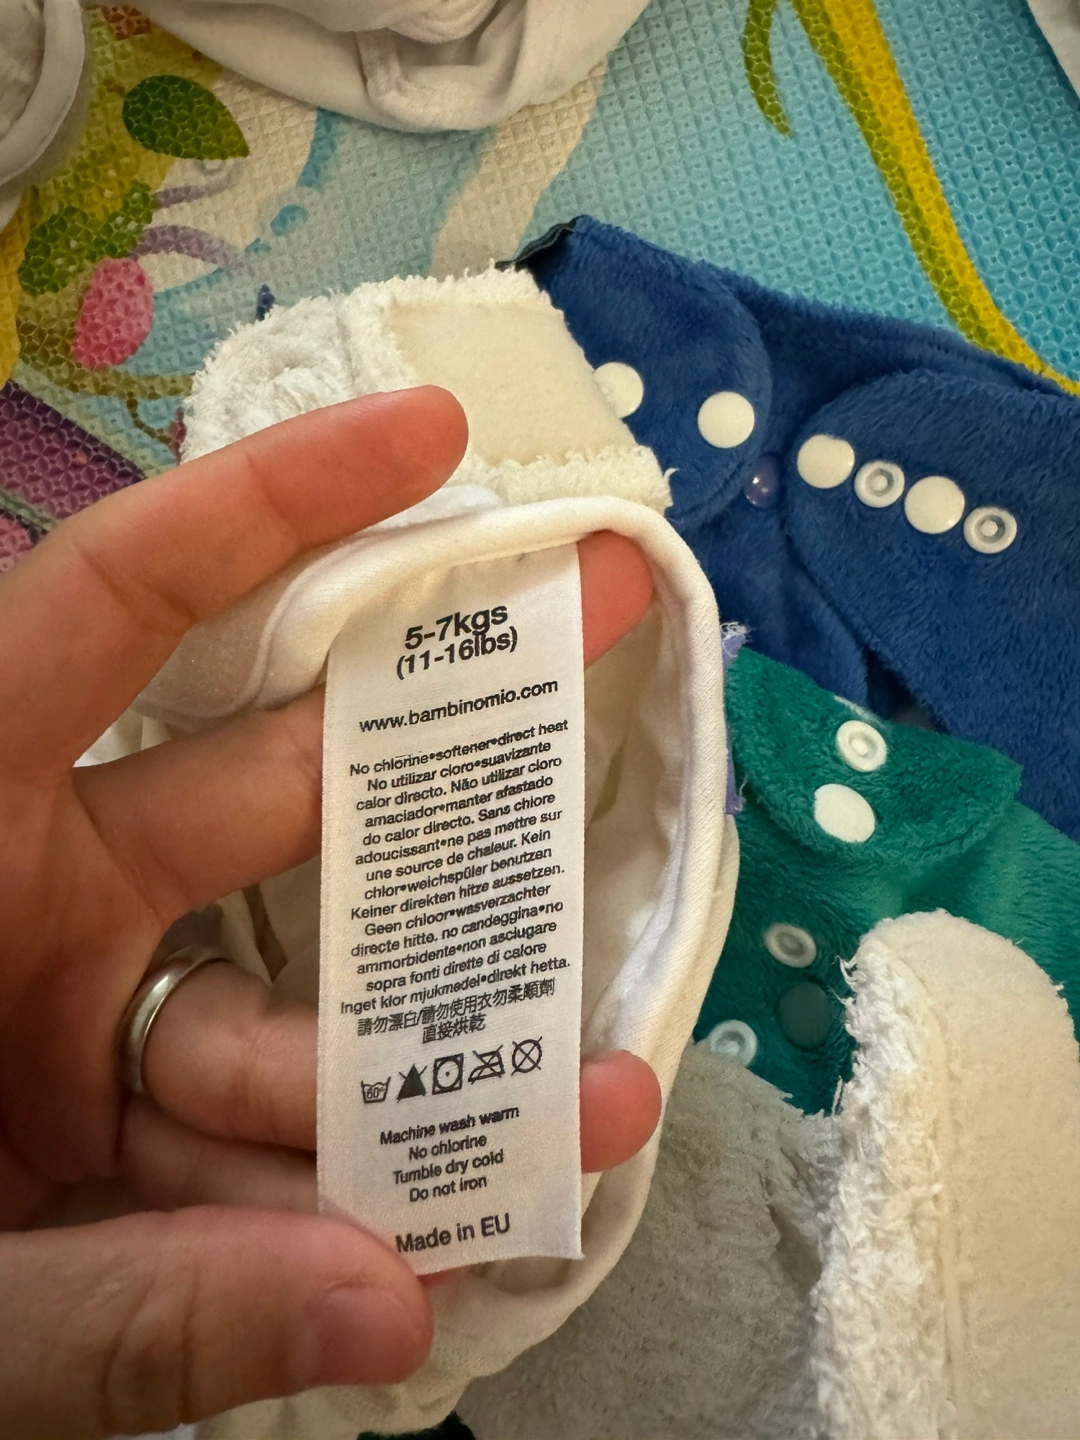 5-7kgs
(11-16lbs)
www.bambinomio.com
No chlorine•softener•direct heat
No utilizar cloro•suavizante
calor directo. Não utilizar cloro
amaciador•manter afastado
do calor directo. Sans chlore
adoucissant•ne pas mettre sur
une source de chaleur. Kein
chlor•weichspüler benutzen
Keiner direkten hitze aussetzen.
Geen chloor•wasverzachter
directe hitte. no candeggina•no
ammorbidente•non asciugare
sopra fonti dirette di calore
Inget klor mjukmedel•direkt hetta.
請勿漂白/請勿使用衣勿柔順劑
直接烘乾
60°
Machine wash warm
No chlorine
Tumble dry cold
Do not iron
Made in EU